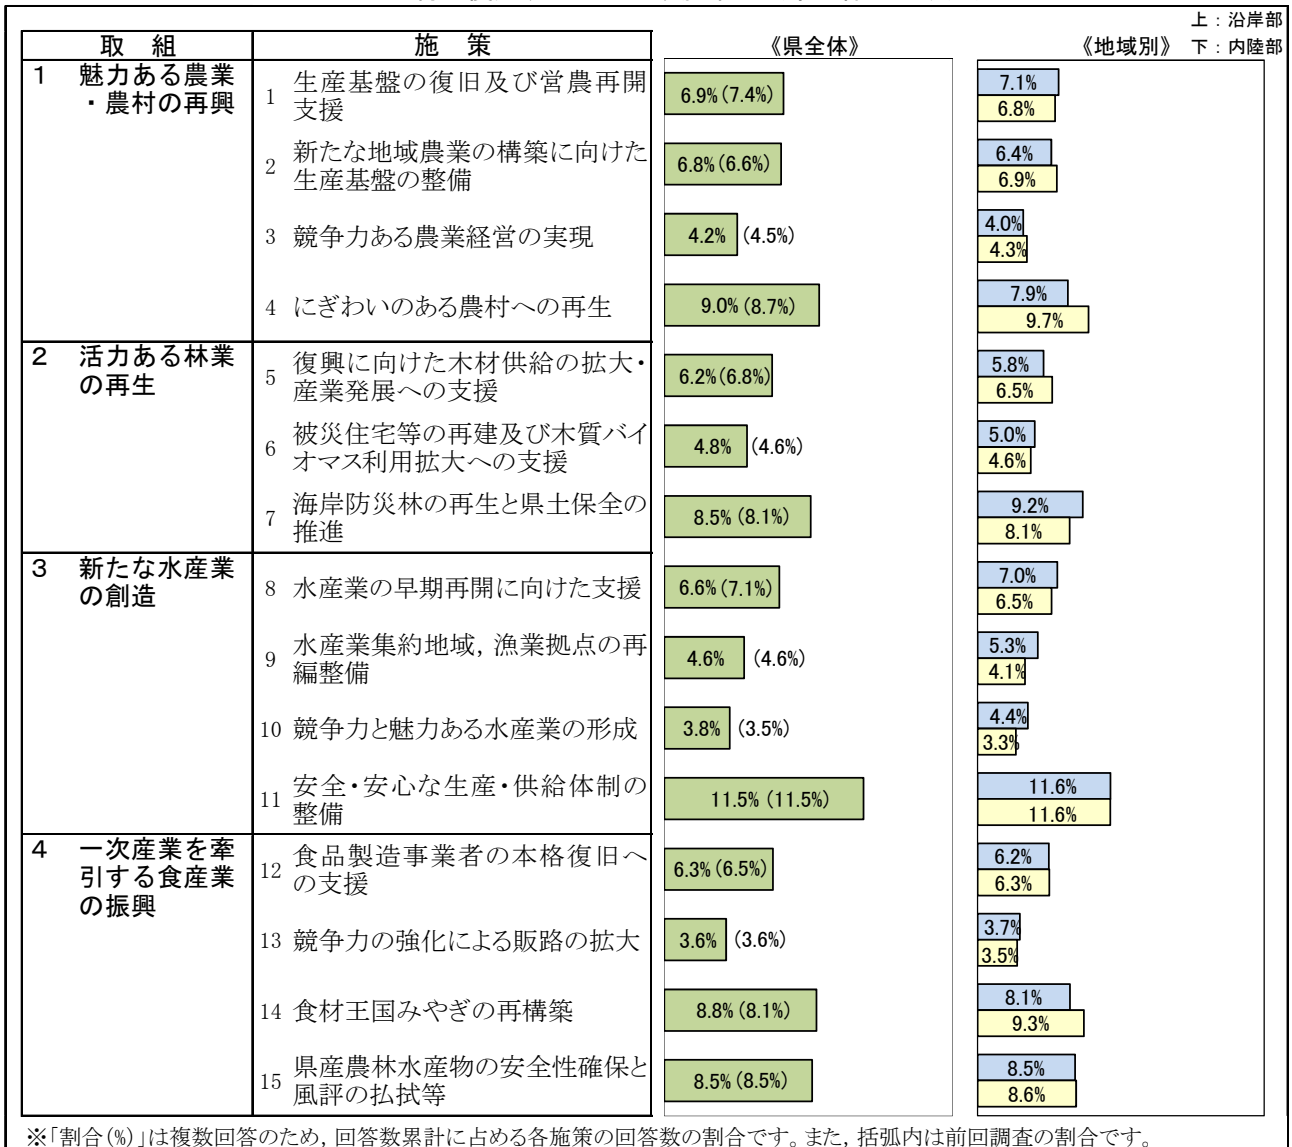 上：沿岸部
取　組 施　策 《県全体》 《地域別》 下：内陸部
1 魅力ある農業
・農村の再興
1 生産基盤の復旧及び営農再開
支援
6.9% (7.4%)
7.1%
6.8%
2 新たな地域農業の構築に向けた
生産基盤の整備
6.8% (6.6%)
6.4%
6.9%
3 競争力ある農業経営の実現
4.2% (4.5%)
4.0%
4.3%
4 にぎわいのある農村への再生
9.0% (8.7%)
7.9%
9.7%
2 活力ある林業
の再生
5 復興に向けた木材供給の拡大・
産業発展への支援
6.2% (6.8%)
5.8%
6.5%
6 被災住宅等の再建及び木質バイ
オマス利用拡大への支援
4.8% (4.6%)
5.0%
4.6%
7 海岸防災林の再生と県土保全の
推進
8.5% (8.1%)
9.2%
8.1%
3 新たな水産業
の創造
8 水産業の早期再開に向けた支援
6.6% (7.1%)
7.0%
6.5%
9 水産業集約地域，漁業拠点の再
編整備
4.6% (4.6%)
5.3%
4.1%
10 競争力と魅力ある水産業の形成
3.8% (3.5%)
4.4%
3.3%
11 安全・安心な生産・供給体制の
整備
11.5% (11.5%)
11.6%
11.6%
4 一次産業を牽
引する食産業
の振興
12 食品製造事業者の本格復旧へ
の支援
6.3% (6.5%)
6.2%
6.3%
13 競争力の強化による販路の拡大
3.6% (3.6%)
3.7%
3.5%
14 食材王国みやぎの再構築
8.8% (8.1%)
8.1%
9.3%
15 県産農林水産物の安全性確保と
風評の払拭等
8.5% (8.5%)
8.5%
8.6%
※「割合(%)」は複数回答のため，回答数累計に占める各施策の回答数の割合です。また，括弧内は前回調査の割合です。